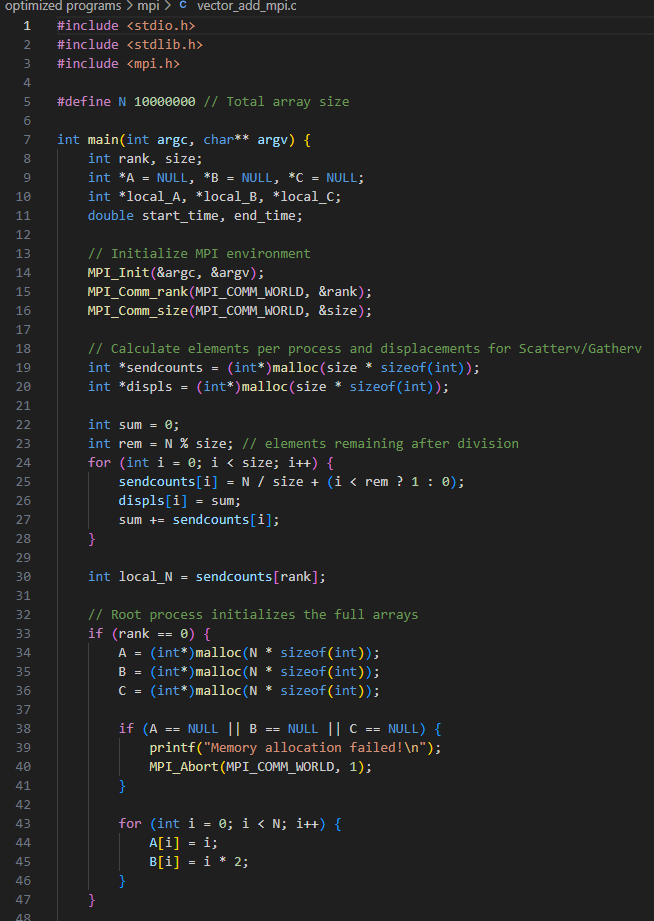 optimized programs > mpi > C vector_add_mpi.c
1 #include <stdio.h>
2 #include <stdlib.h>
3 #include <mpi.h>
4
5 #define N 10000000 // Total array size
6
7 int main(int argc, char** argv) {
8     int rank, size;
9     int *A = NULL, *B = NULL, *C = NULL;
10     int *local_A, *local_B, *local_C;
11     double start_time, end_time;
12
13     // Initialize MPI environment
14     MPI_Init(&argc, &argv);
15     MPI_Comm_rank(MPI_COMM_WORLD, &rank);
16     MPI_Comm_size(MPI_COMM_WORLD, &size);
17
18     // Calculate elements per process and displacements for Scatterv/Gatherv
19     int *sendcounts = (int*)malloc(size * sizeof(int));
20     int *displs = (int*)malloc(size * sizeof(int));
21
22     int sum = 0;
23     int rem = N % size; // elements remaining after division
24     for (int i = 0; i < size; i++) {
25         sendcounts[i] = N / size + (i < rem ? 1 : 0);
26         displs[i] = sum;
27         sum += sendcounts[i];
28     }
29
30     int local_N = sendcounts[rank];
31
32     // Root process initializes the full arrays
33     if (rank == 0) {
34         A = (int*)malloc(N * sizeof(int));
35         B = (int*)malloc(N * sizeof(int));
36         C = (int*)malloc(N * sizeof(int));
37
38         if (A == NULL || B == NULL || C == NULL) {
39             printf("Memory allocation failed!\n");
40             MPI_Abort(MPI_COMM_WORLD, 1);
41         }
42
43         for (int i = 0; i < N; i++) {
44             A[i] = i;
45             B[i] = i * 2;
46         }
47     }
48